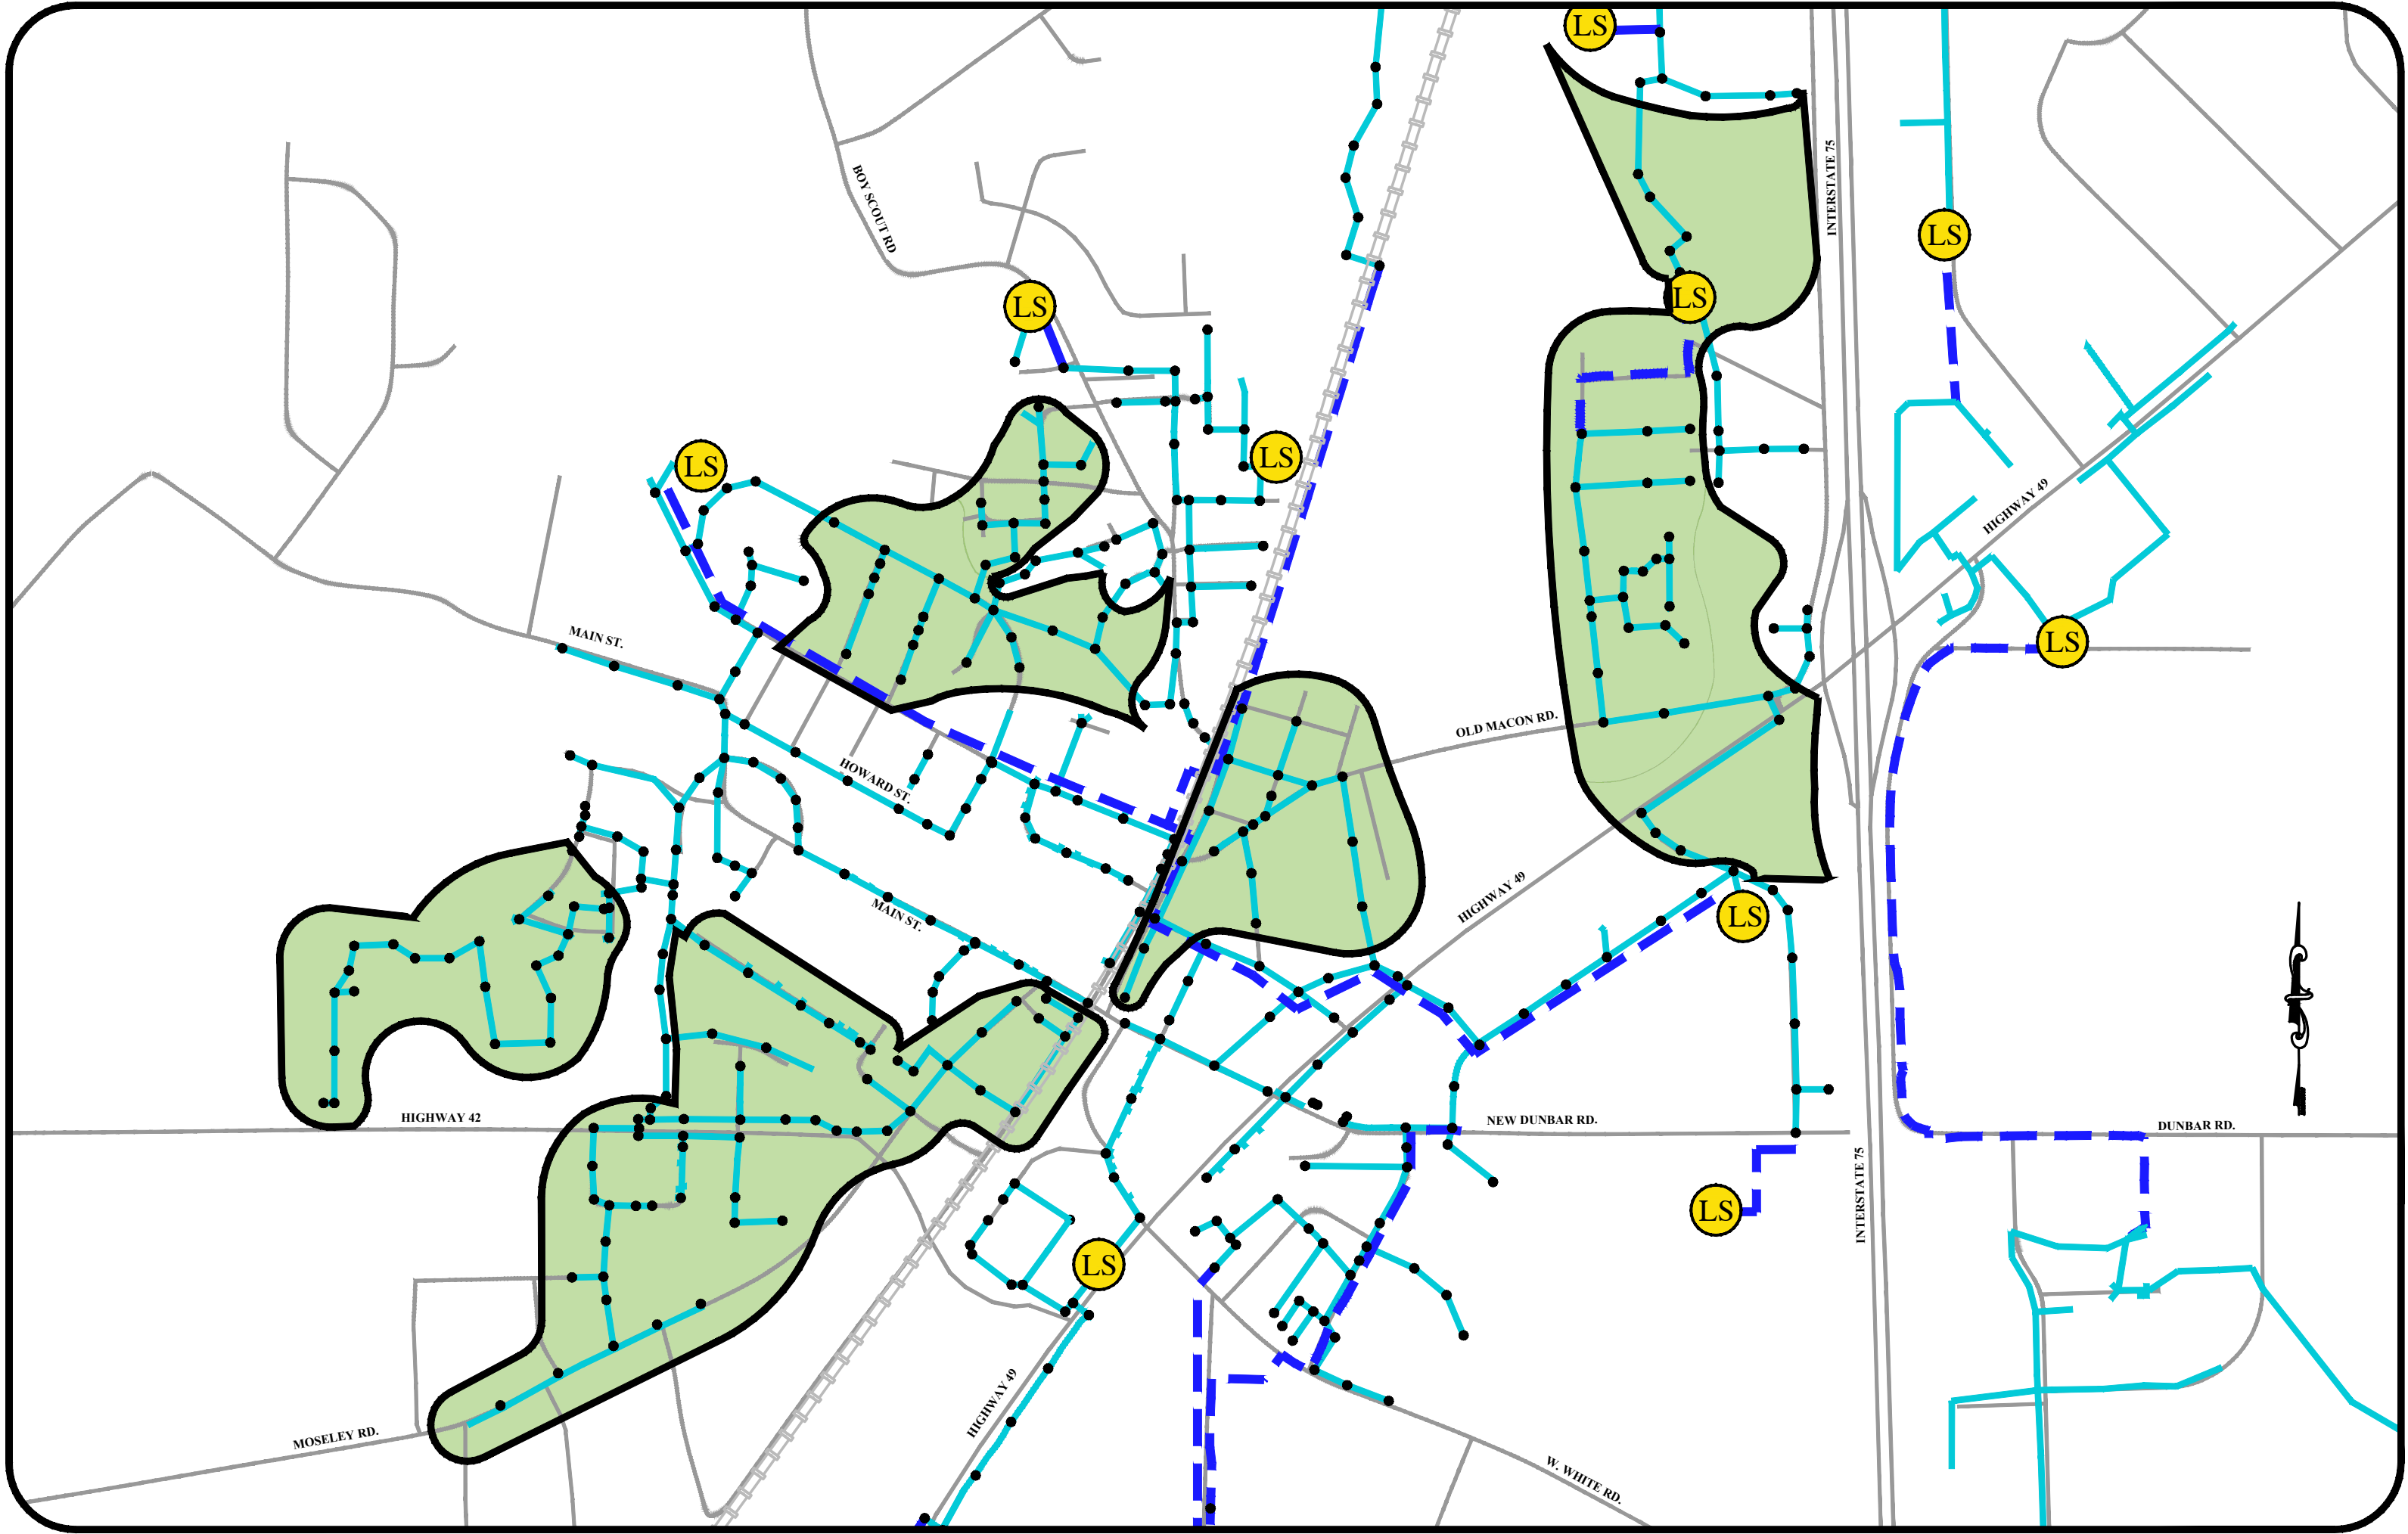 LS
INTERSTATE 75
BOY SCOUT RD
LS
LS
LS
LS
LS
HIGHWAY 49
MAIN ST.
LS
OLD MACON RD.
HOWARD ST.
HIGHWAY 49
MAIN ST.
LS
HIGHWAY 42
NEW DUNBAR RD.
DUNBAR RD.
INTERSTATE 75
LS
LS
HIGHWAY 49
MOSELEY RD.
W. WHITE RD.